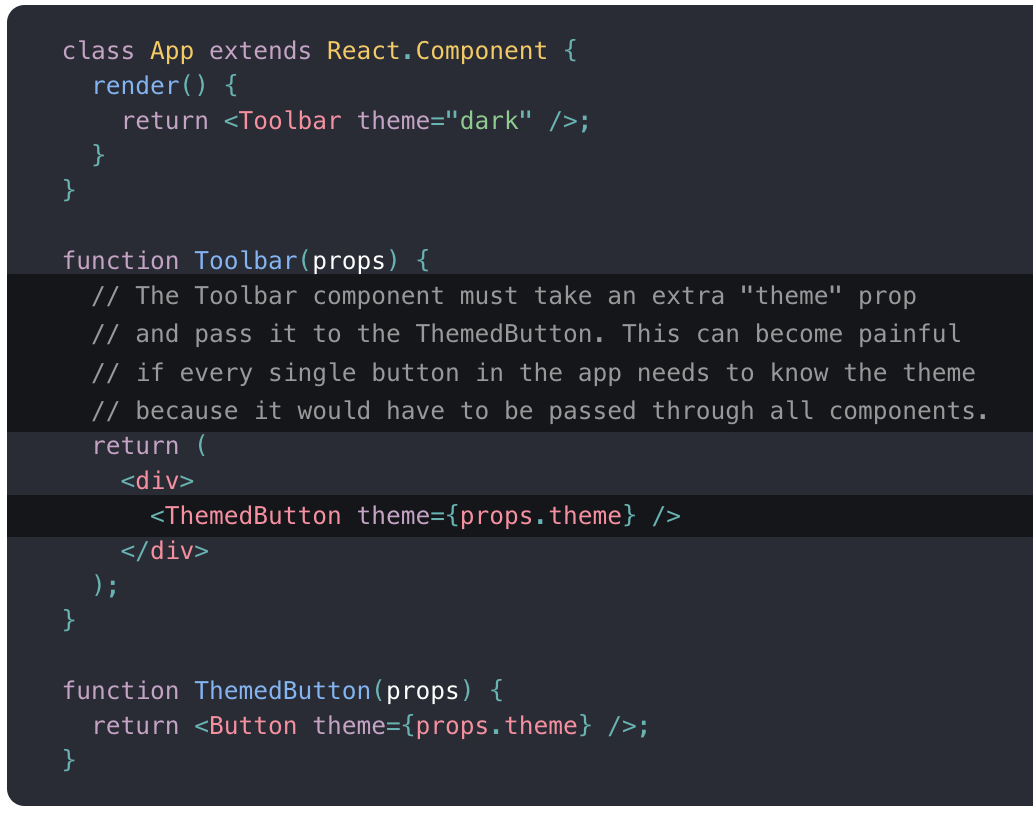 class App extends React.Component {
  render() {
    return <Toolbar theme="dark" />;
  }
}

function Toolbar(props) {
  // The Toolbar component must take an extra "theme" prop
  // and pass it to the ThemedButton. This can become painful
  // if every single button in the app needs to know the theme
  // because it would have to be passed through all components.
  return (
    <div>
      <ThemedButton theme={props.theme} />
    </div>
  );
}

function ThemedButton(props) {
  return <Button theme={props.theme} />;
}